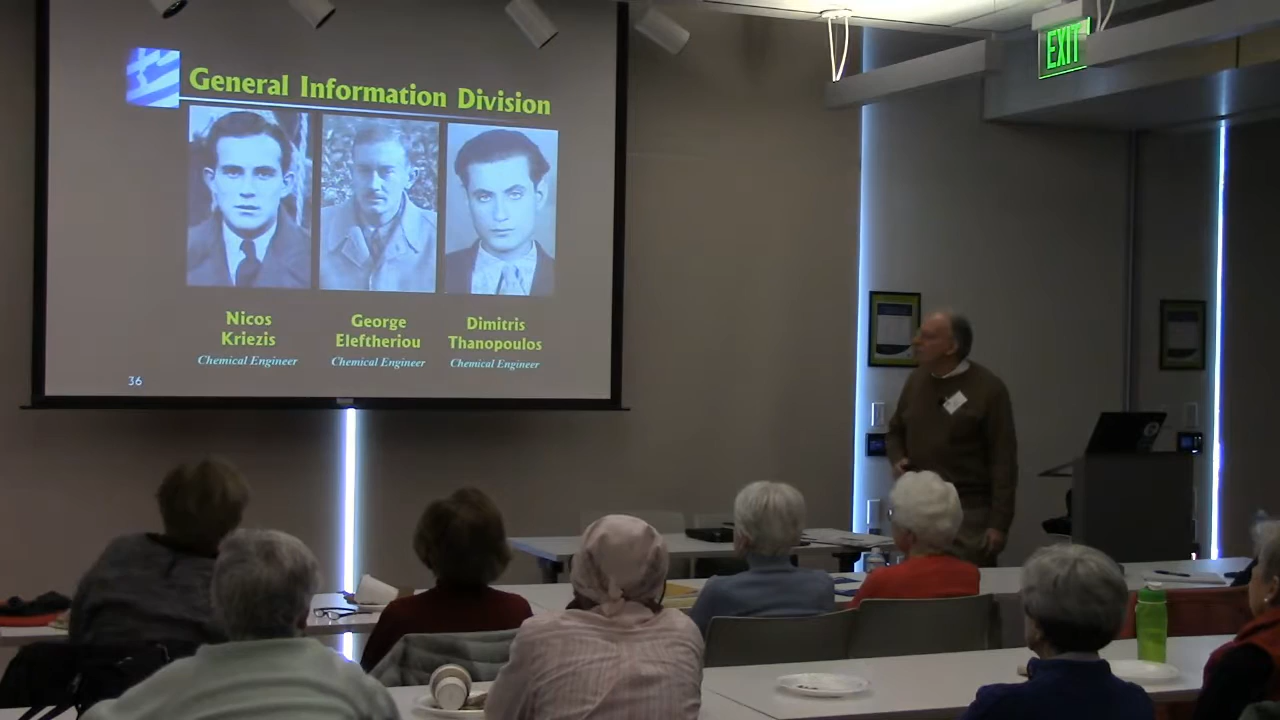 General Information Division
Nicos
Kriezis
Chemical Engineer
George
Eleftheriou
Chemical Engineer
Dimitris
Thanopoulos
Chemical Engineer
36
EXIT